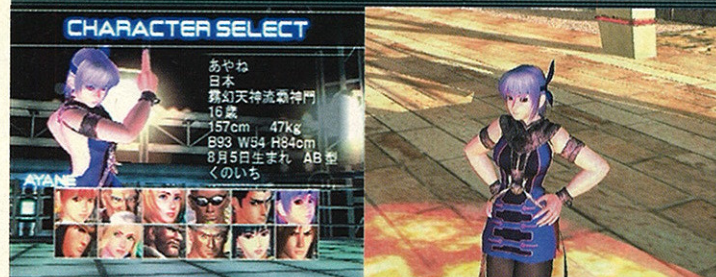 CHARACTER SELECT
あやね
日本
霧幻天神流覇神門
16歳
157cm 47kg
B93 W54 H84cm
8月5日生まれ AB型
くのいち
AYANE